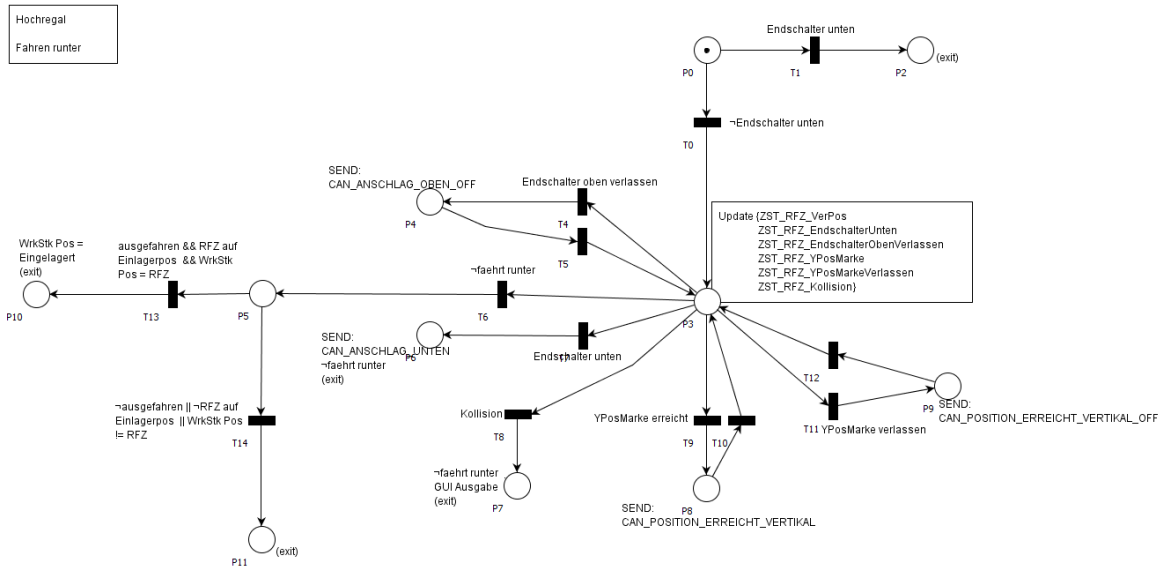 Hochregal
Fahren runter
Endschalter unten
P0
T1
P2
(exit)
¬Endschalter unten
T0
SEND:
CAN_ANSCHLAG_OBEN_OFF
Endschalter oben verlassen
P4
T4
T5
Update {ZST_RFZ_VerPos
ZST_RFZ_EndschalterUnten
ZST_RFZ_EndschalterObenVerlassen
ZST_RFZ_YPosMarke
ZST_RFZ_YPosMarkeVerlassen
ZST_RFZ_Kollision}
WrkStk Pos =
Eingelagert
(exit)
P10
ausgefahren && RFZ auf
Einlagerpos && WrkStk
Pos = RFZ
T13
P5
¬faehrt runter
T6
P3
SEND:
CAN_ANSCHLAG_UNTEN
¬faehrt runter
(exit)
P6
Endschalter unten
T7
T12
P9
SEND:
CAN_POSITION_ERREICHT_VERTIKAL_OFF
T11
YPosMarke verlassen
¬ausgefahren || ¬RFZ auf
Einlagerpos || WrkStk Pos
!= RFZ
T14
Kollision
T8
YPosMarke erreicht
T9
T10
¬faehrt runter
GUI Ausgabe
(exit)
P7
P8
SEND:
CAN_POSITION_ERREICHT_VERTIKAL
P11
(exit)